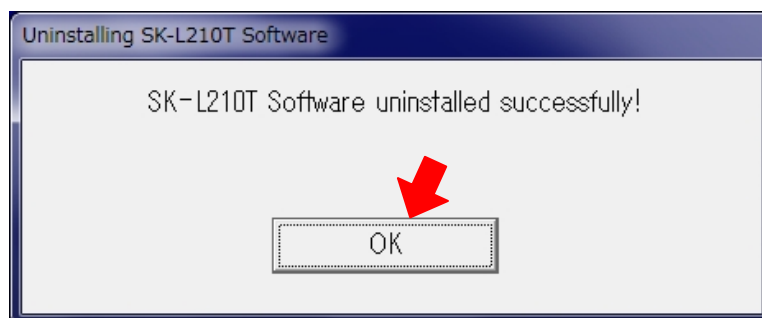 Uninstalling SK-L210T Software
SK-L210T Software uninstalled successfully!
OK